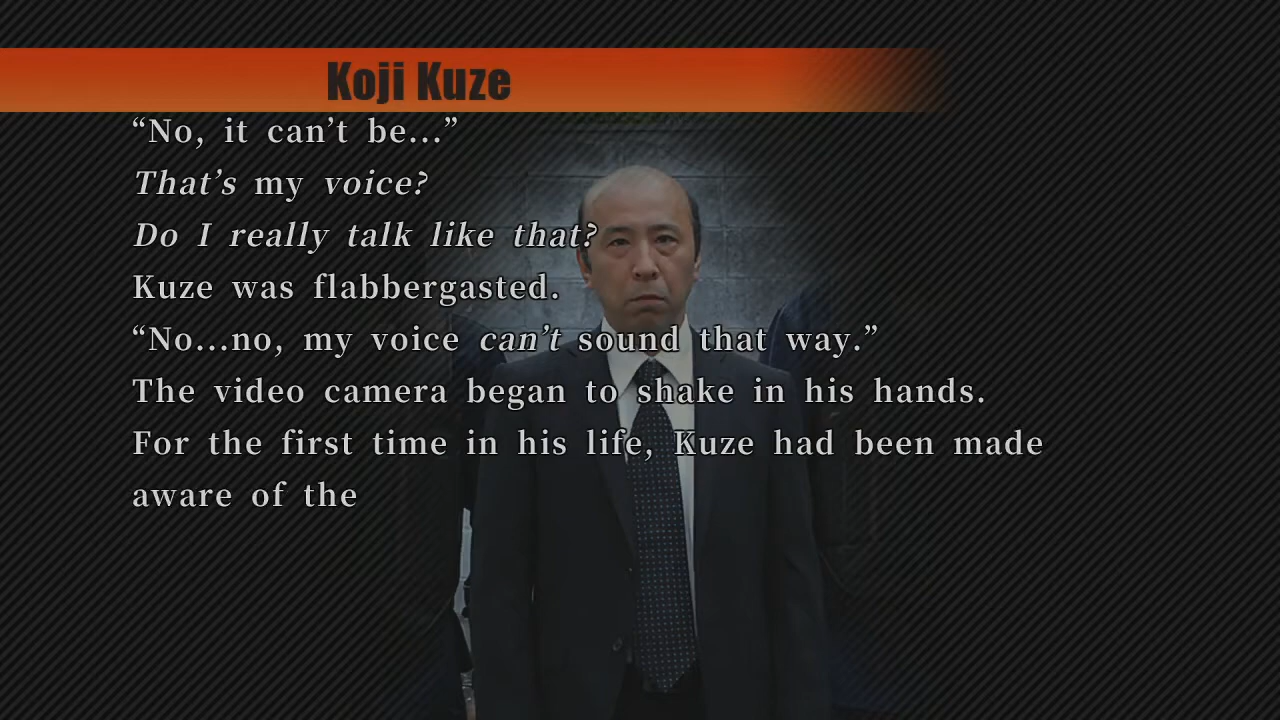 Koji Kuze
“No, it can’t be...”
That’s my voice?
Do I really talk like that?
Kuze was flabbergasted.
“No...no, my voice can’t sound that way.”
The video camera began to shake in his hands.
For the first time in his life, Kuze had been made
aware of the